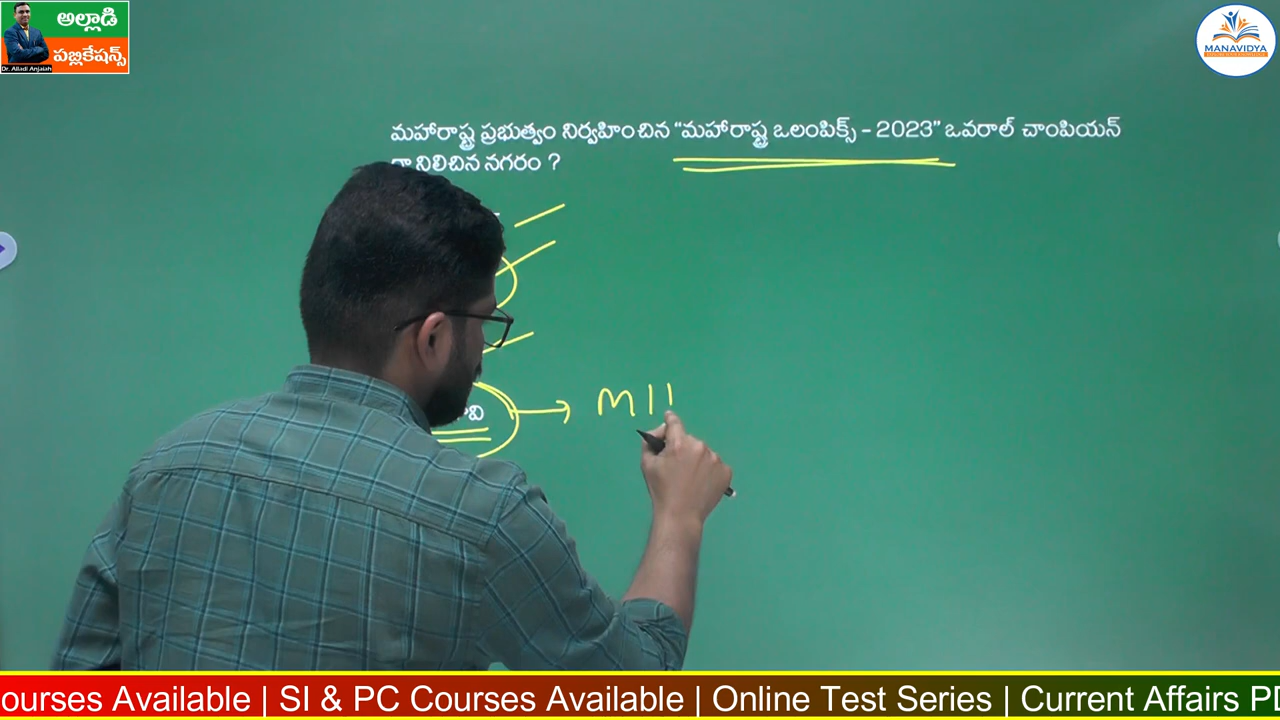 అల్లాడి
పబ్లికేషన్స్
Dr. Alladi Anjaiah
MANAVIDYA
మహారాష్ట్ర ప్రభుత్వం నిర్వహించిన “మహారాష్ట్ర ఒలంపిక్స్ - 2023” ఒవరాల్ చాంపియన్
నిలిచిన నగరం ?
ourses Available | SI & PC Courses Available | Online Test Series | Current Affairs PD